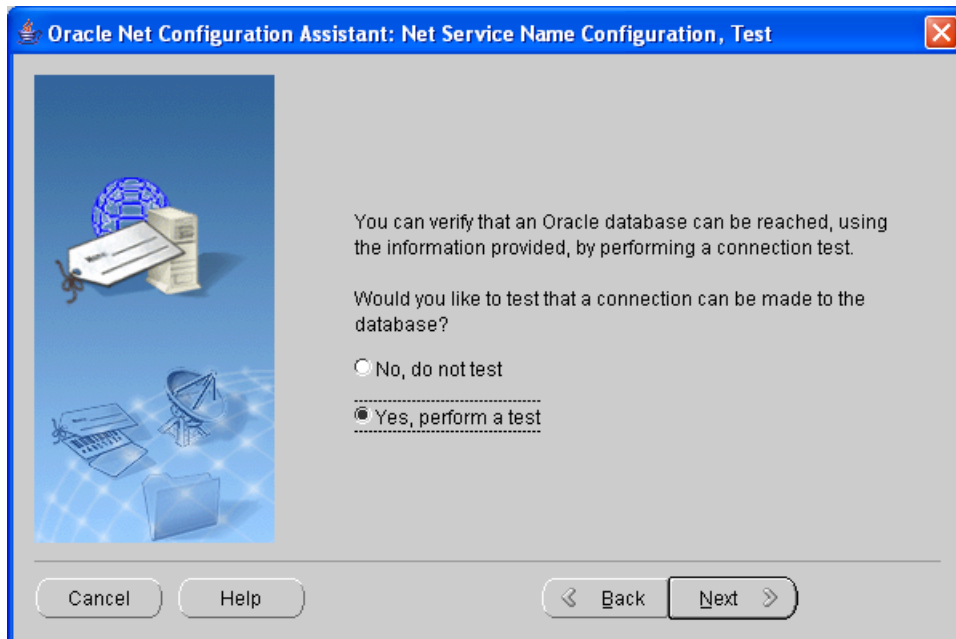 Oracle Net Configuration Assistant: Net Service Name Configuration, Test
You can verify that an Oracle database can be reached, using
the information provided, by performing a connection test.
Would you like to test that a connection can be made to the
database?
No, do not test
Yes, perform a test
Cancel
Help
Back
Next